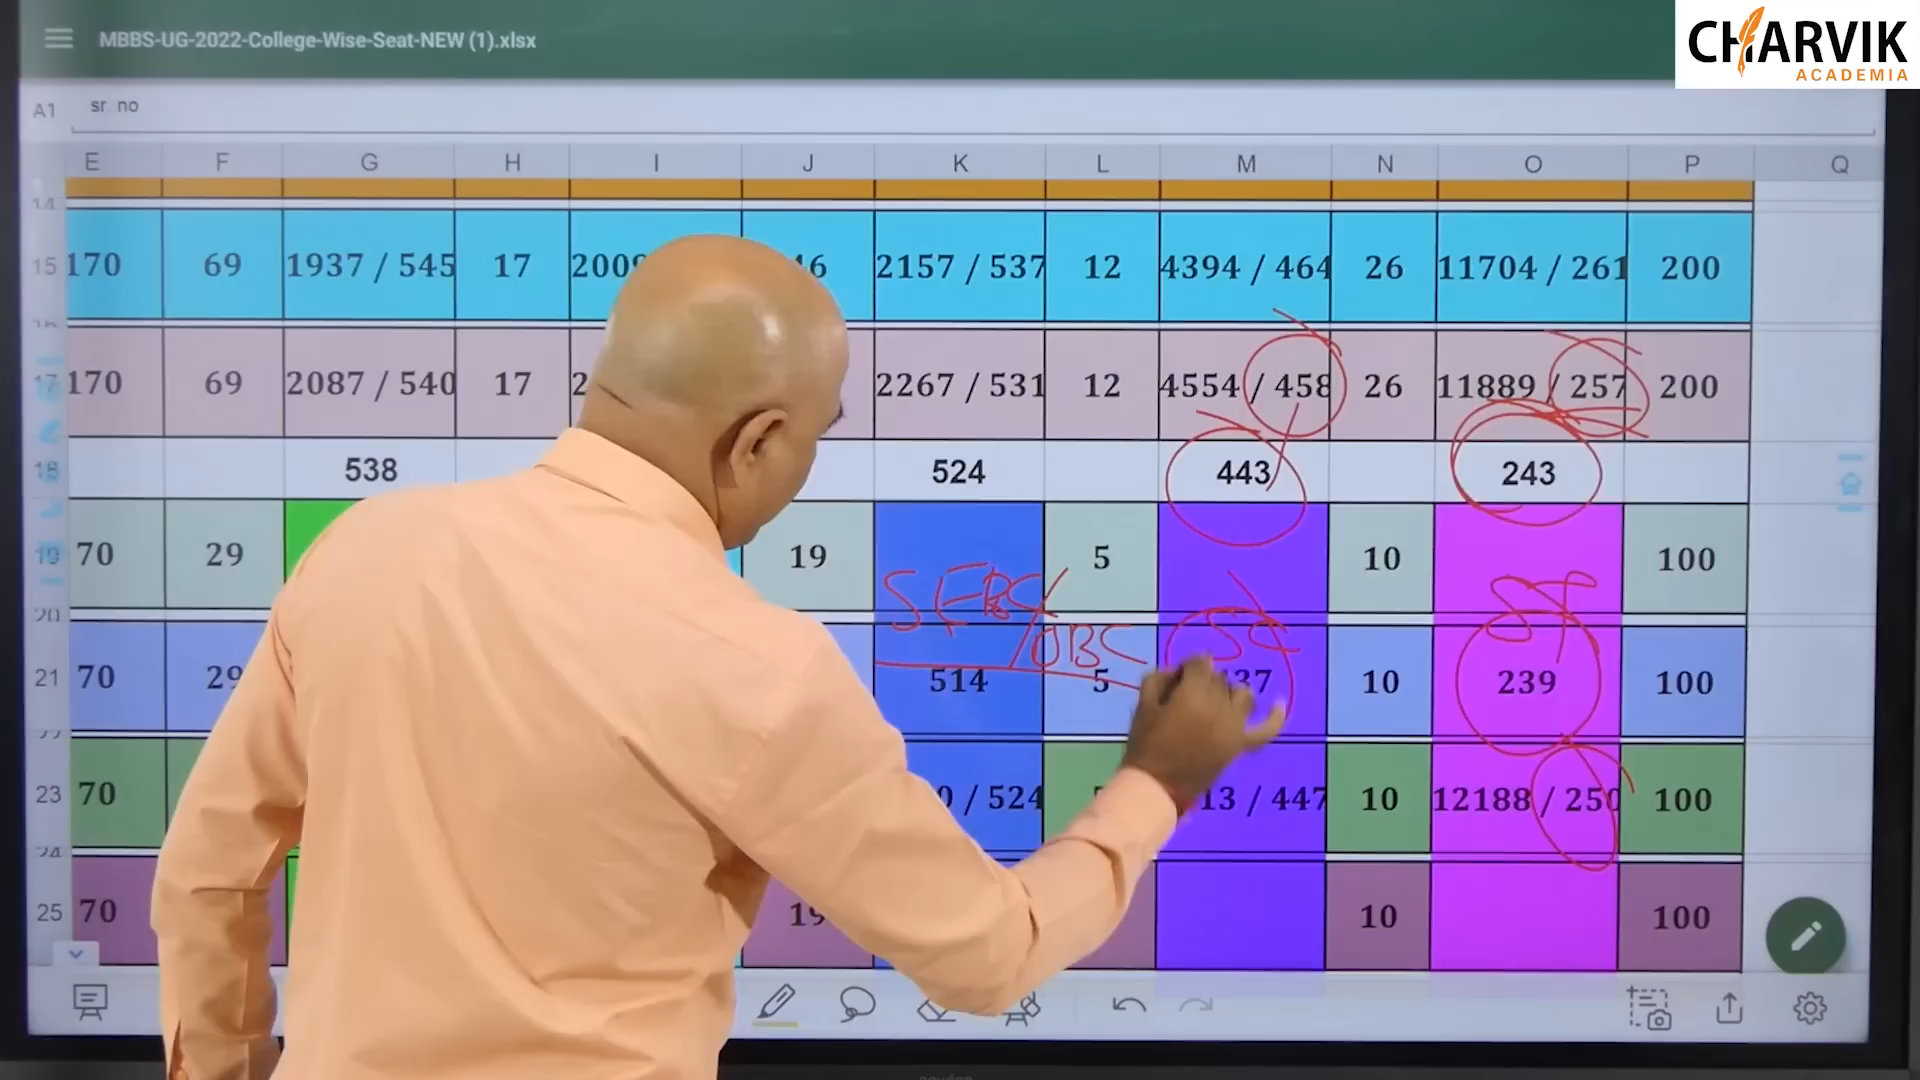 CHARVIK
ACADEMIA
MBBS-UG-2022-College-Wise-Seat-NEW (1).xlsx
A1 sr no
E F G H I J K L M N O P Q
15 170 69 1937 / 545 17 2157 / 537 12 4394 / 464 26 11704 / 261 200
17 170 69 2087 / 540 17 2267 / 531 12 4554 / 458 26 11889 / 257 200
18 538 524 443 243
19 70 29 19 5 10 100
SEBC ST
/OBC SC
21 70 29 514 5 10 239 100
23 70 / 524 / 447 10 12188 / 250 100
25 70 19 10 100